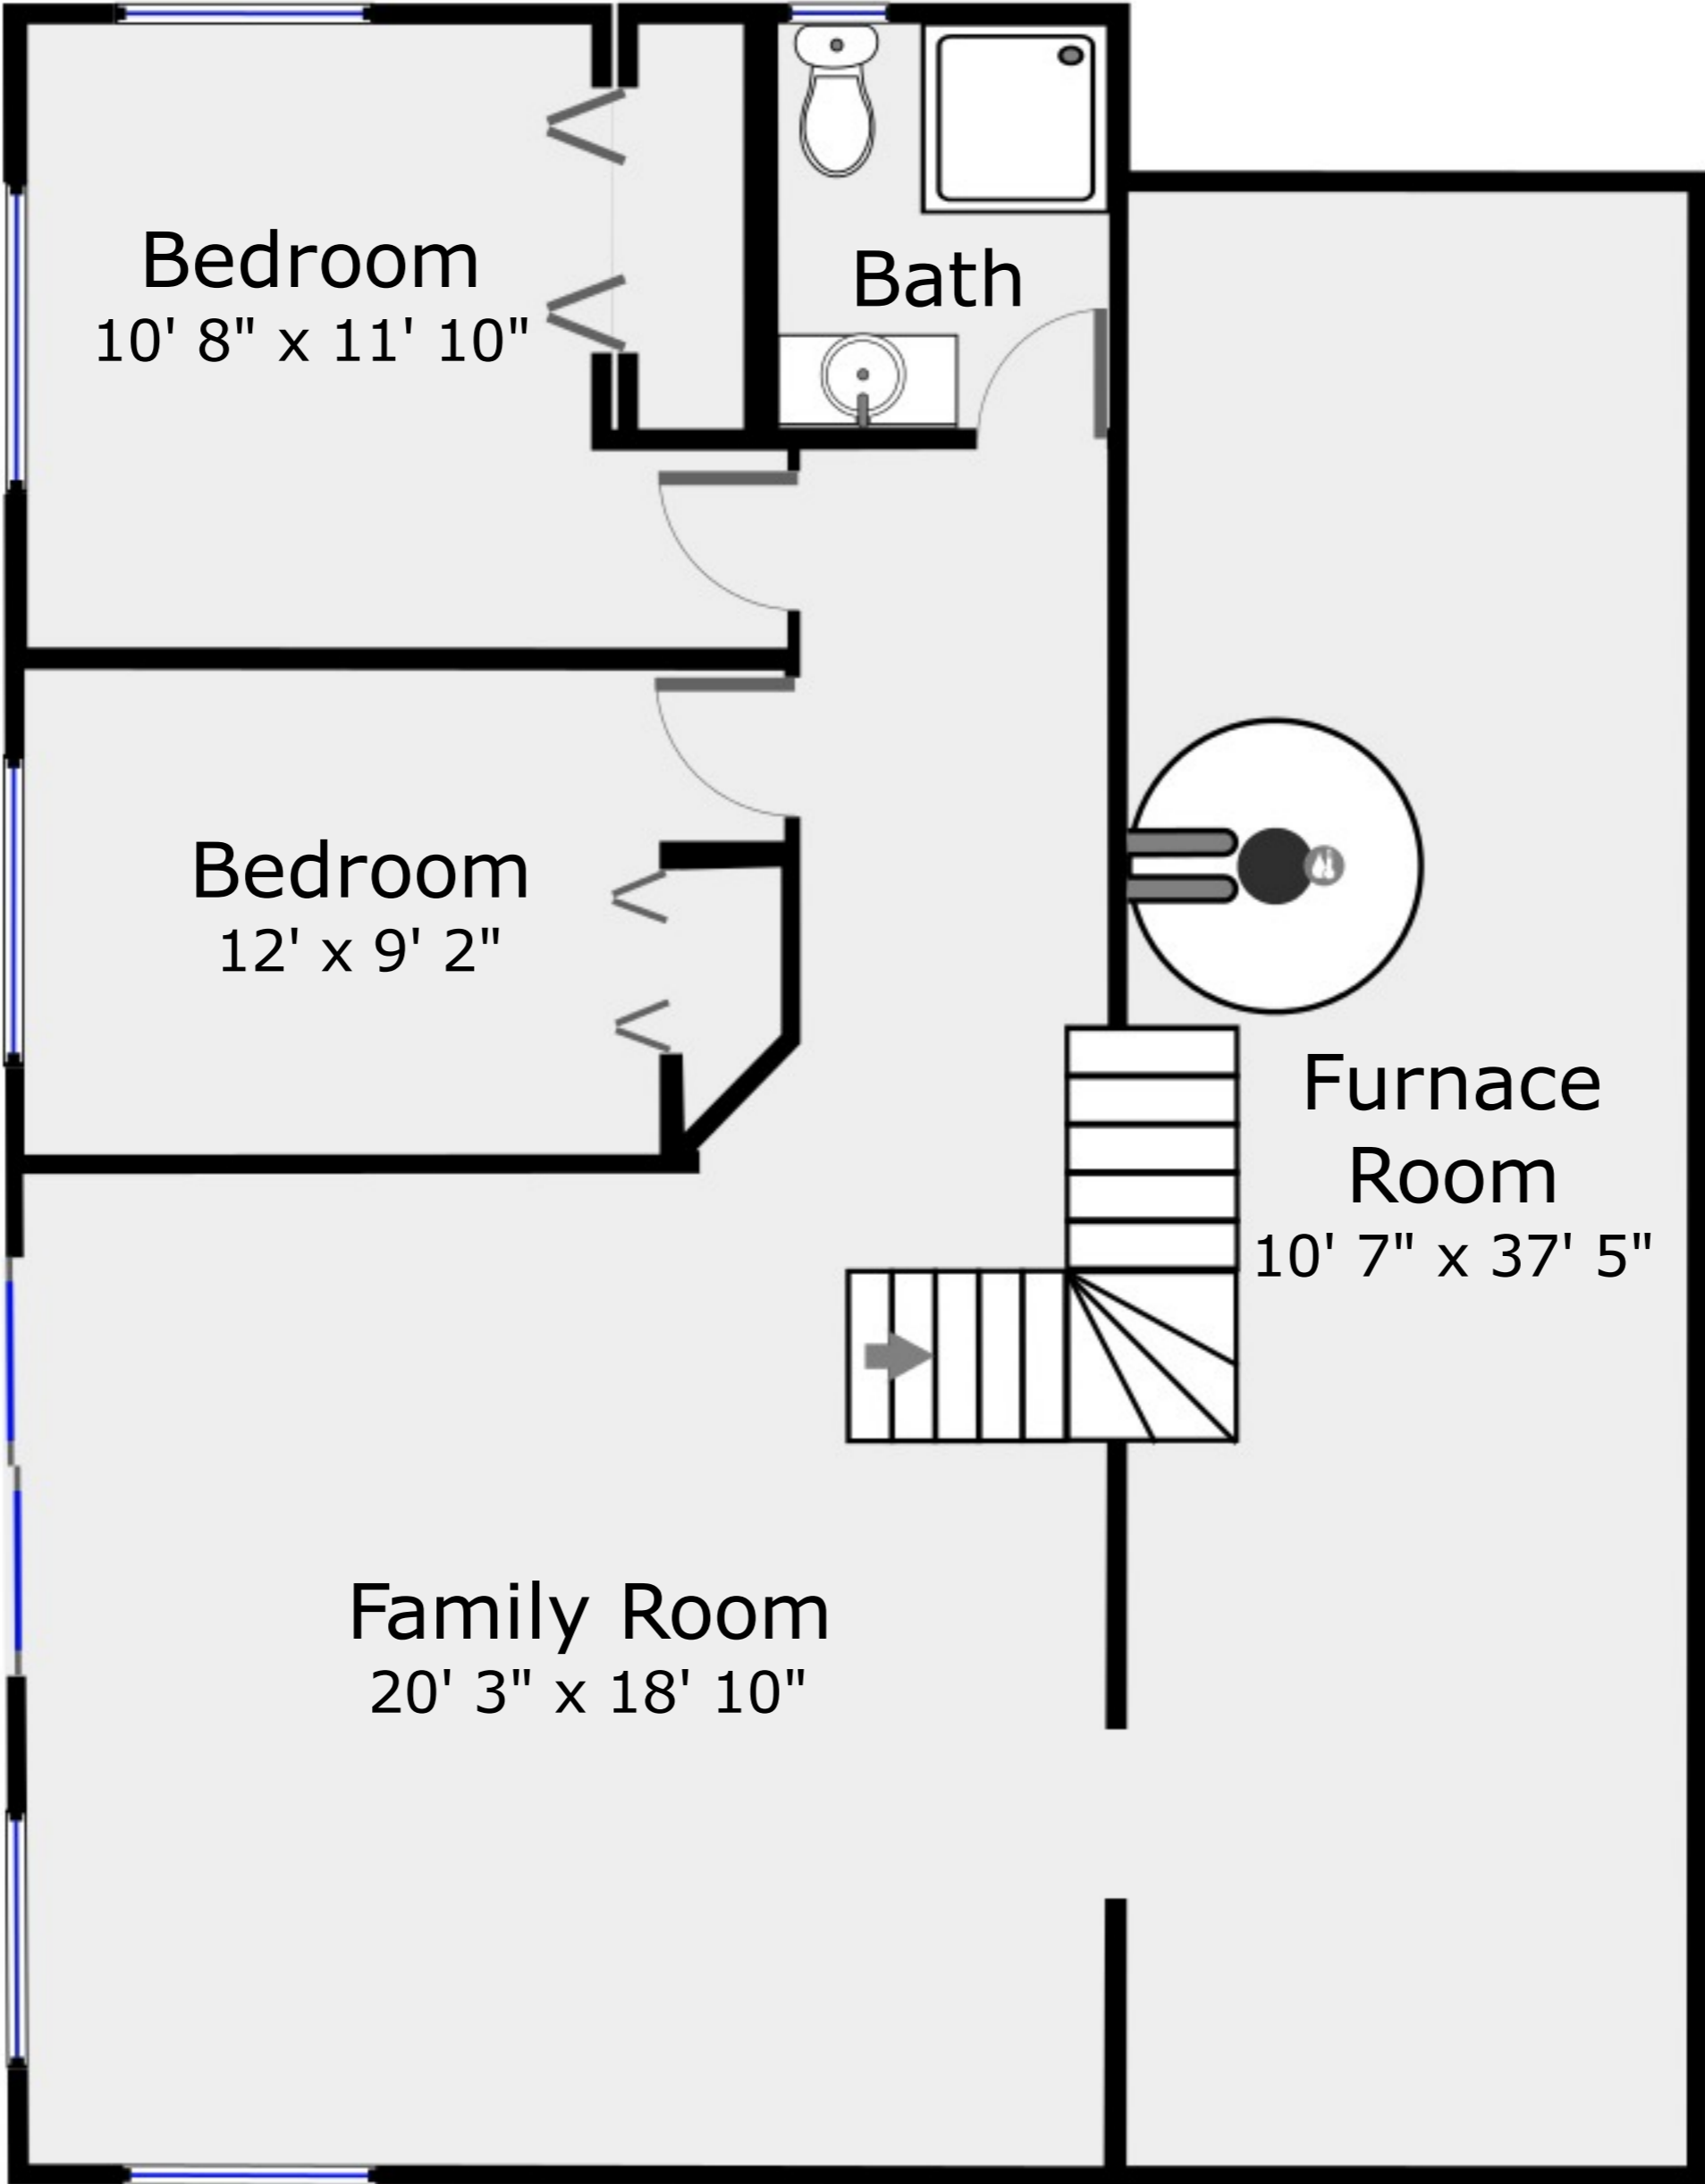 Bedroom
10' 8" x 11' 10"
Bath
Bedroom
12' x 9' 2"
Furnace
Room
10' 7" x 37' 5"
Family Room
20' 3" x 18' 10"